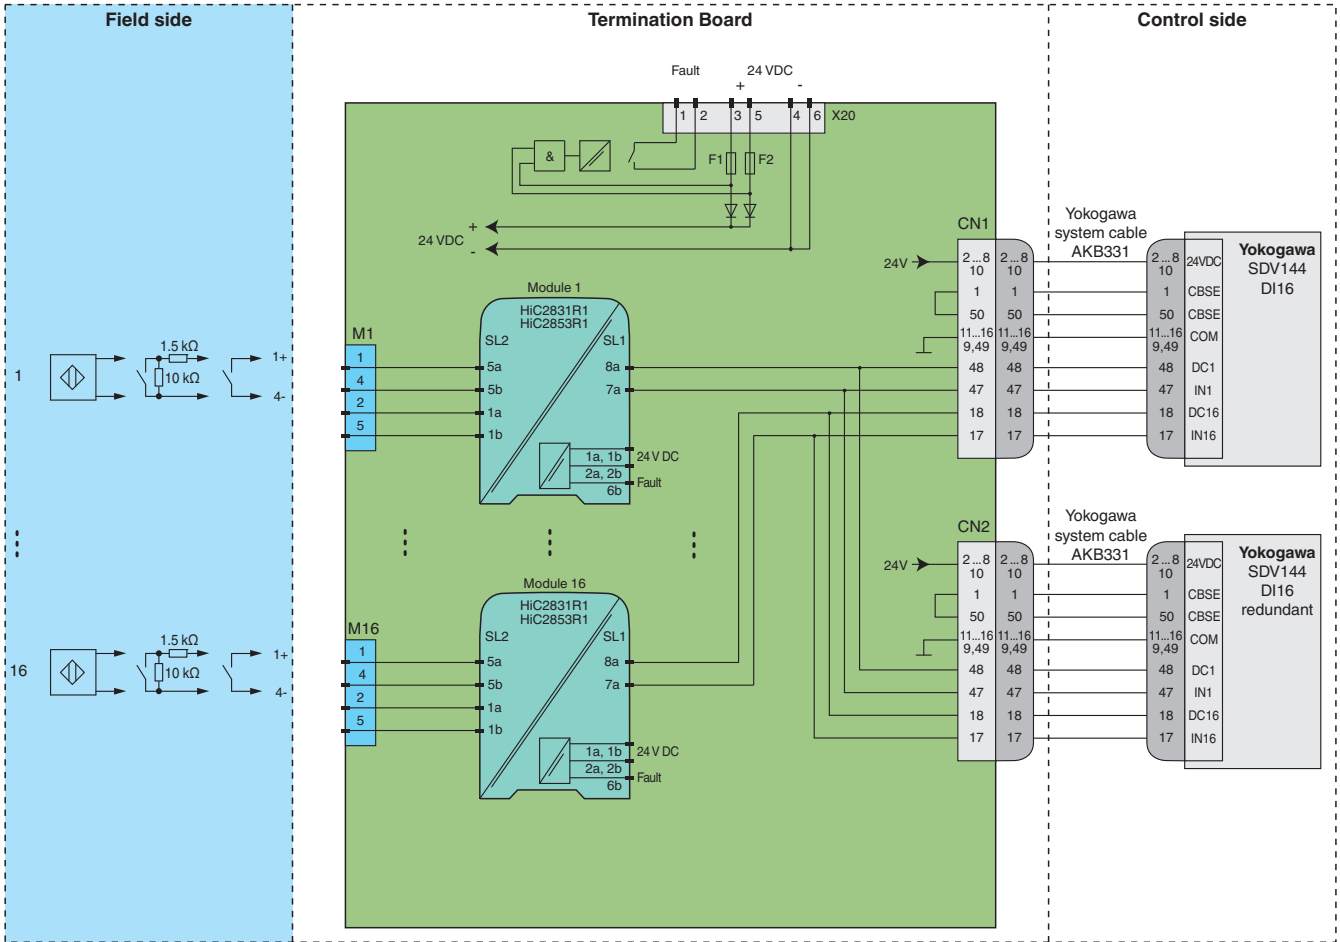 Field side
Termination Board
Control side
Fault
24 VDC
+
-
1
2
3
5
4
6
X20
&
F1
F2
+
24 VDC
-
Module 1
HiC2831R1
HiC2853R1
SL2
SL1
M1
1
4
2
5
5a
5b
1a
1b
8a
7a
1a, 1b
24 V DC
2a, 2b
Fault
6b
1
1.5 kΩ
10 kΩ
1+
4-
CN1
24V
2 ... 8
10
1
50
11...16
9,49
48
47
18
17
2 ... 8
10
1
50
11...16
9,49
48
47
18
17
Yokogawa
system cable
AKB331
2 ... 8
10
1
50
11...16
9,49
48
47
18
17
24VDC
CBSE
CBSE
COM
DC1
IN1
DC16
IN16
Yokogawa
SDV144
DI16
Module 16
HiC2831R1
HiC2853R1
SL2
SL1
M16
1
4
2
5
5a
5b
1a
1b
8a
7a
1a, 1b
24 V DC
2a, 2b
Fault
6b
16
1.5 kΩ
10 kΩ
1+
4-
CN2
24V
2 ... 8
10
1
50
11...16
9,49
48
47
18
17
2 ... 8
10
1
50
11...16
9,49
48
47
18
17
Yokogawa
system cable
AKB331
2 ... 8
10
1
50
11...16
9,49
48
47
18
17
24VDC
CBSE
CBSE
COM
DC1
IN1
DC16
IN16
Yokogawa
SDV144
DI16
redundant